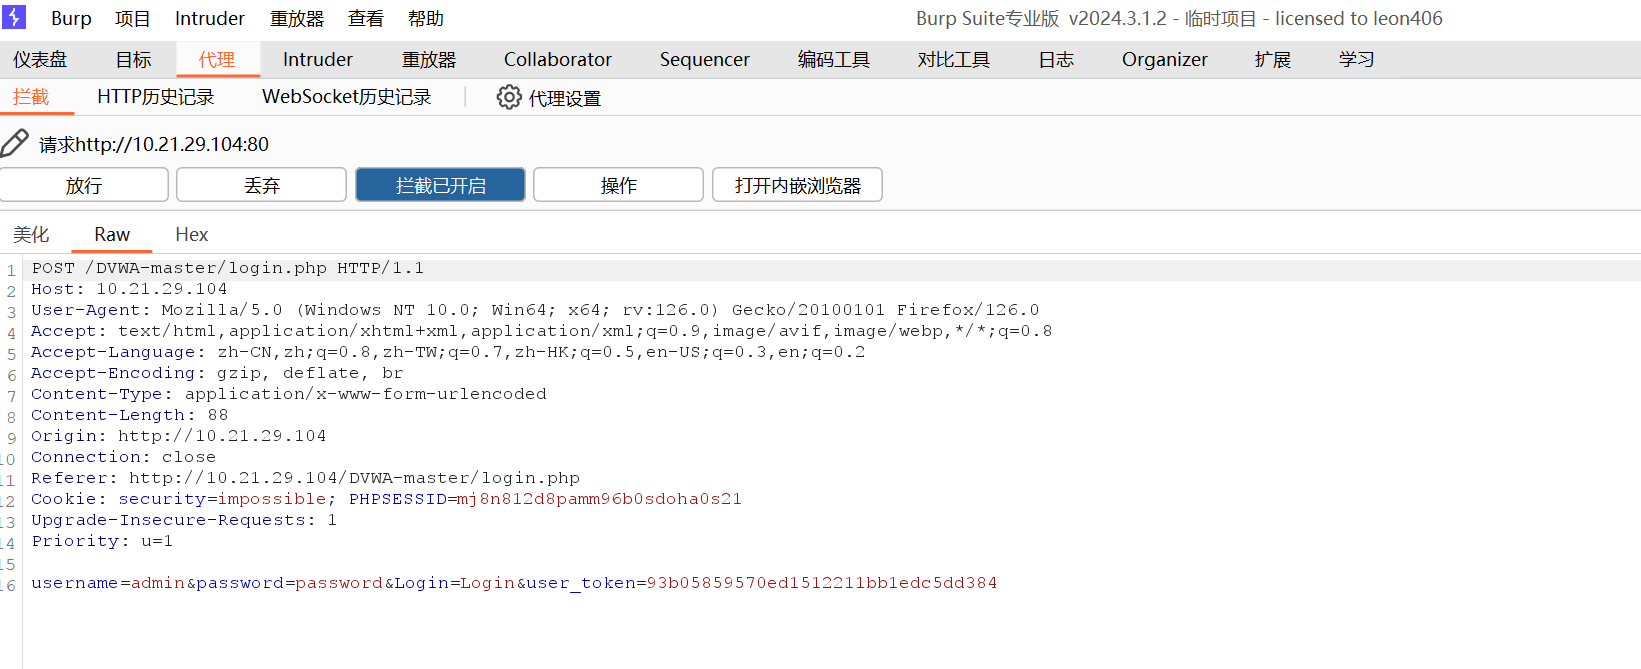 Burp 项目 Intruder 重放器 查看 帮助 Burp Suite专业版 v2024.3.1.2 - 临时项目 - licensed to leon406
仪表盘 目标 代理 Intruder 重放器 Collaborator Sequencer 编码工具 对比工具 日志 Organizer 扩展 学习
拦截 HTTP历史记录 WebSocket历史记录 代理设置
请求http://10.21.29.104:80
放行 丢弃 拦截已开启 操作 打开内嵌浏览器
美化 Raw Hex
1 POST /DVWA-master/login.php HTTP/1.1
2 Host: 10.21.29.104
3 User-Agent: Mozilla/5.0 (Windows NT 10.0; Win64; x64; rv:126.0) Gecko/20100101 Firefox/126.0
4 Accept: text/html,application/xhtml+xml,application/xml;q=0.9,image/avif,image/webp,*/*;q=0.8
5 Accept-Language: zh-CN,zh;q=0.8,zh-TW;q=0.7,zh-HK;q=0.5,en-US;q=0.3,en;q=0.2
6 Accept-Encoding: gzip, deflate, br
7 Content-Type: application/x-www-form-urlencoded
8 Content-Length: 88
9 Origin: http://10.21.29.104
10 Connection: close
11 Referer: http://10.21.29.104/DVWA-master/login.php
12 Cookie: security=impossible; PHPSESSID=mj8n812d8pamm96b0sdoha0s21
13 Upgrade-Insecure-Requests: 1
14 Priority: u=1
15
16 username=admin&password=password&Login=Login&user_token=93b05859570ed1512211bb1edc5dd384